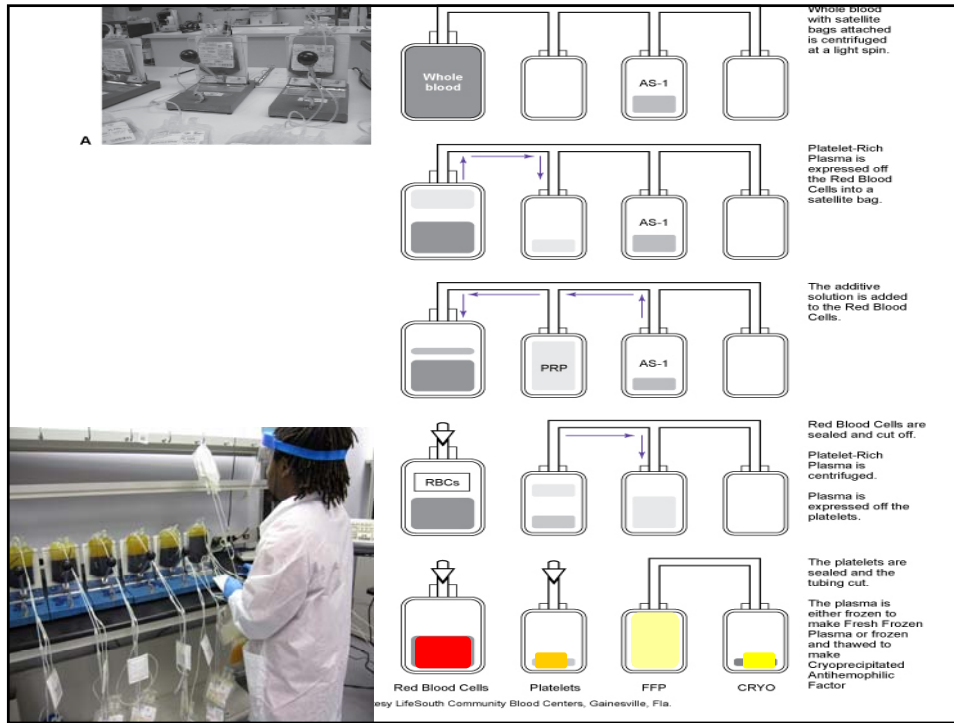 Whole blood
with satellite
bags attached
is centrifuged
at a light spin.
Whole
blood
AS-1
A
Platelet-Rich
Plasma is
expressed off
the Red Blood
Cells into a
satellite bag.
AS-1
The additive
solution is added
to the Red Blood
Cells.
PRP
AS-1
Red Blood Cells are
sealed and cut off.
Platelet-Rich
Plasma is
centrifuged.
Plasma is
expressed off the
platelets.
RBCs
The platelets are
sealed and the
tubing cut.
The plasma is
either frozen to
make Fresh Frozen
Plasma or frozen
and thawed to
make
Cryoprecipitated
Antihemophilic
Factor
Red Blood Cells
Platelets
FFP
CRYO
esy LifeSouth Community Blood Centers, Gainesville, Fla.